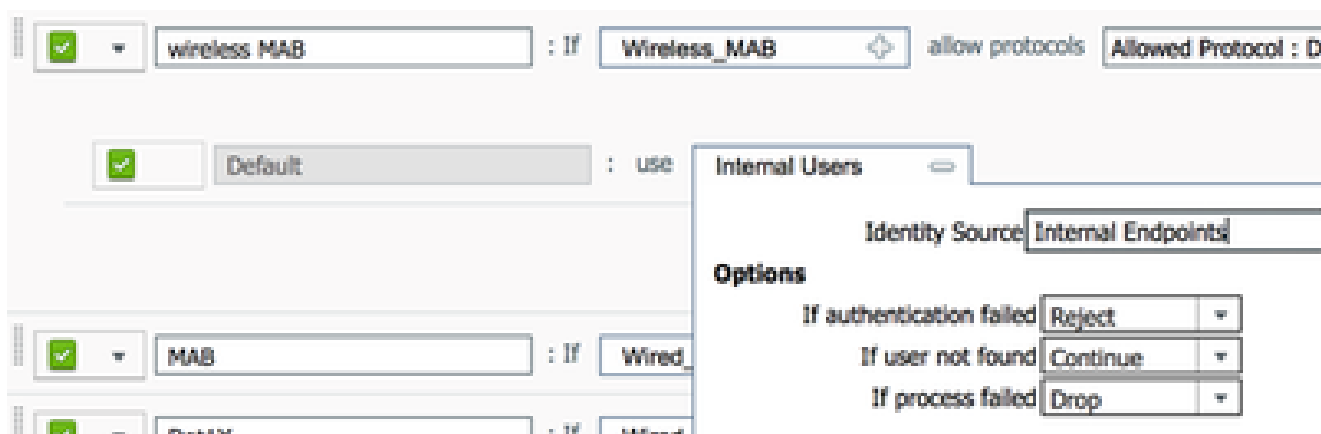 wireless MAB : If Wireless_MAB allow protocols Allowed Protocol : D
Default : use Internal Users
Identity Source Internal Endpoints
Options
If authentication failed Reject
If user not found Continue
If process failed Drop
MAB : If Wired_
: If